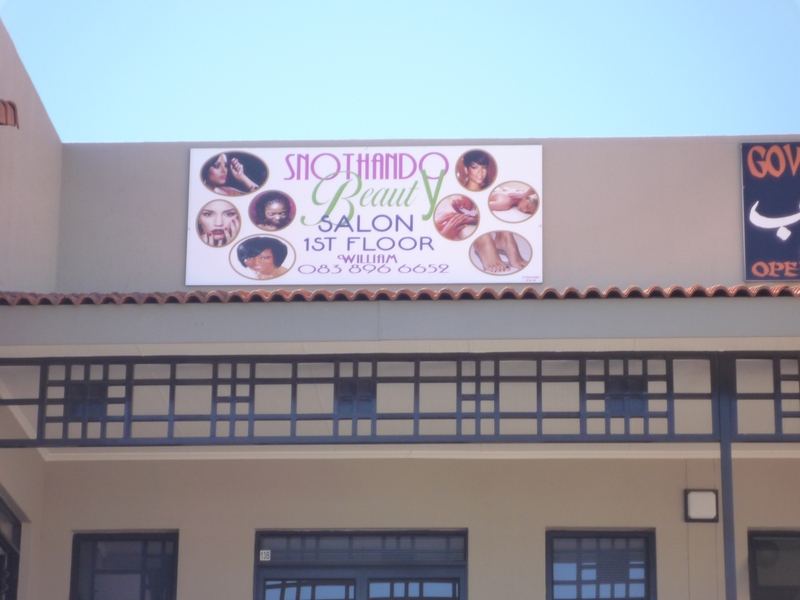 SNOTHANDO
Beauty
SALON
1ST FLOOR
WILLIAM
083 896 6652
GOV
OPE